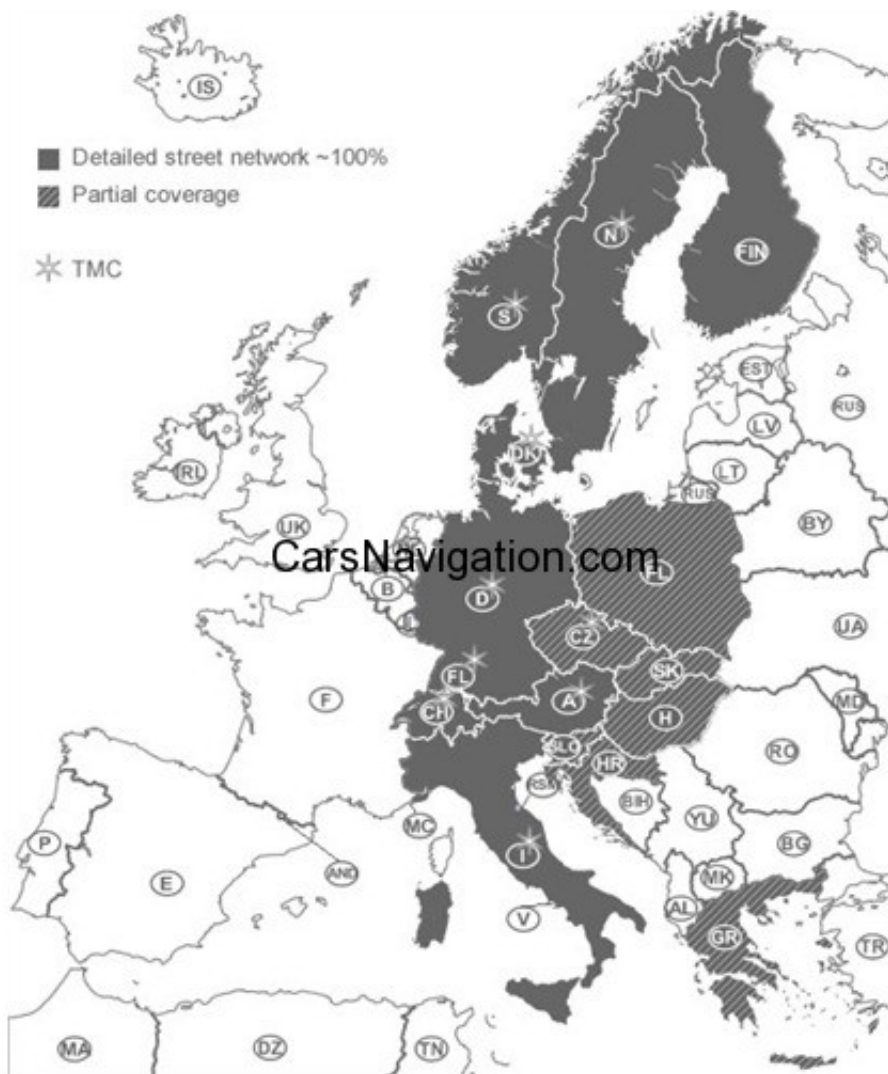 IS
Detailed street network ~100%
Partial coverage
TMC
N
FIN
S
EST
RUS
LV
DK
IRL
LT
RUS
UK
BY
CarsNavigation.com
PL
B
D
L
CZ
UA
FL
SK
F
CH
A
H
MD
SLO
RO
HR
RSM
BIH
MC
YU
P
I
BG
E
AND
MK
AL
V
GR
TR
MA
DZ
TN